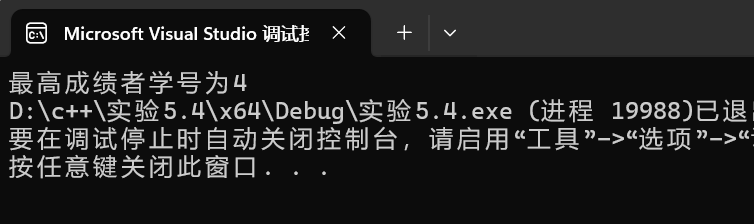 Microsoft Visual Studio 调试
最高成绩者学号为4
D:\c++\实验5.4\x64\Debug\实验5.4.exe (进程 19988)已退
要在调试停止时自动关闭控制台，请启用“工具”->“选项”->“
按任意键关闭此窗口. . .